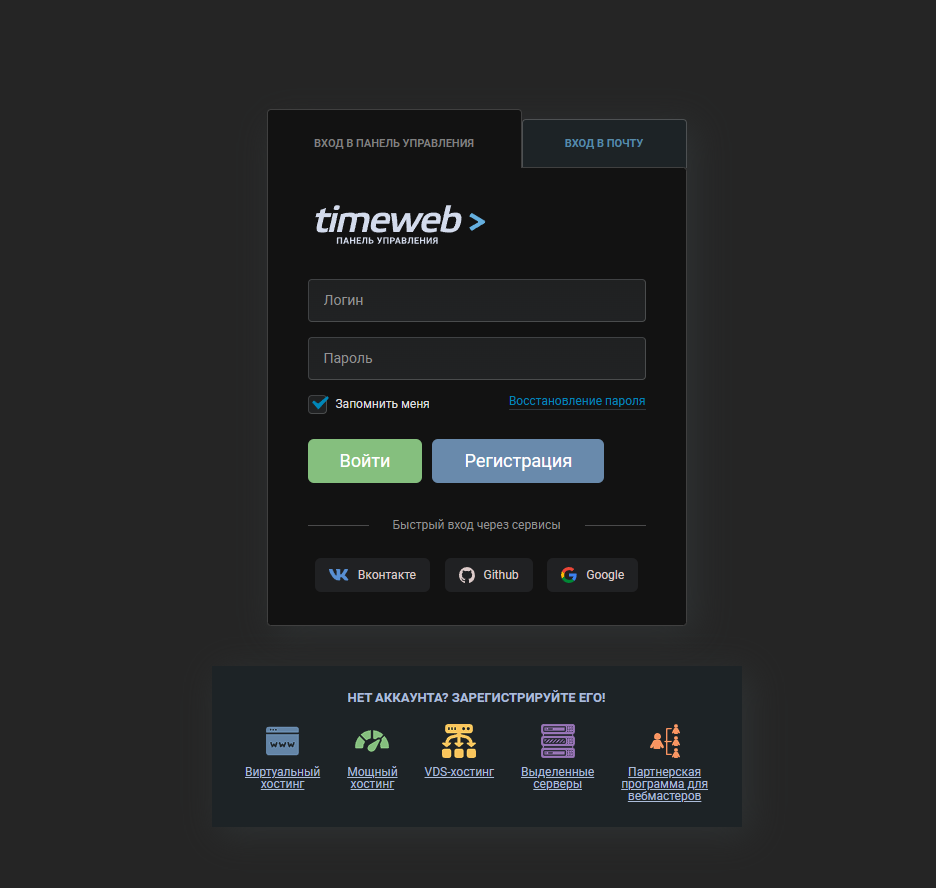 ВХОД В ПАНЕЛЬ УПРАВЛЕНИЯ
ВХОД В ПОЧТУ
timeweb >
ПАНЕЛЬ УПРАВЛЕНИЯ
Логин
Пароль
Запомнить меня
Восстановление пароля
Войти
Регистрация
Быстрый вход через сервисы
Вконтакте
Github
Google
НЕТ АККАУНТА? ЗАРЕГИСТРИРУЙТЕ ЕГО!
www
Виртуальный
хостинг
Мощный
хостинг
VDS-хостинг
Выделенные
серверы
Партнерская
программа для
вебмастеров